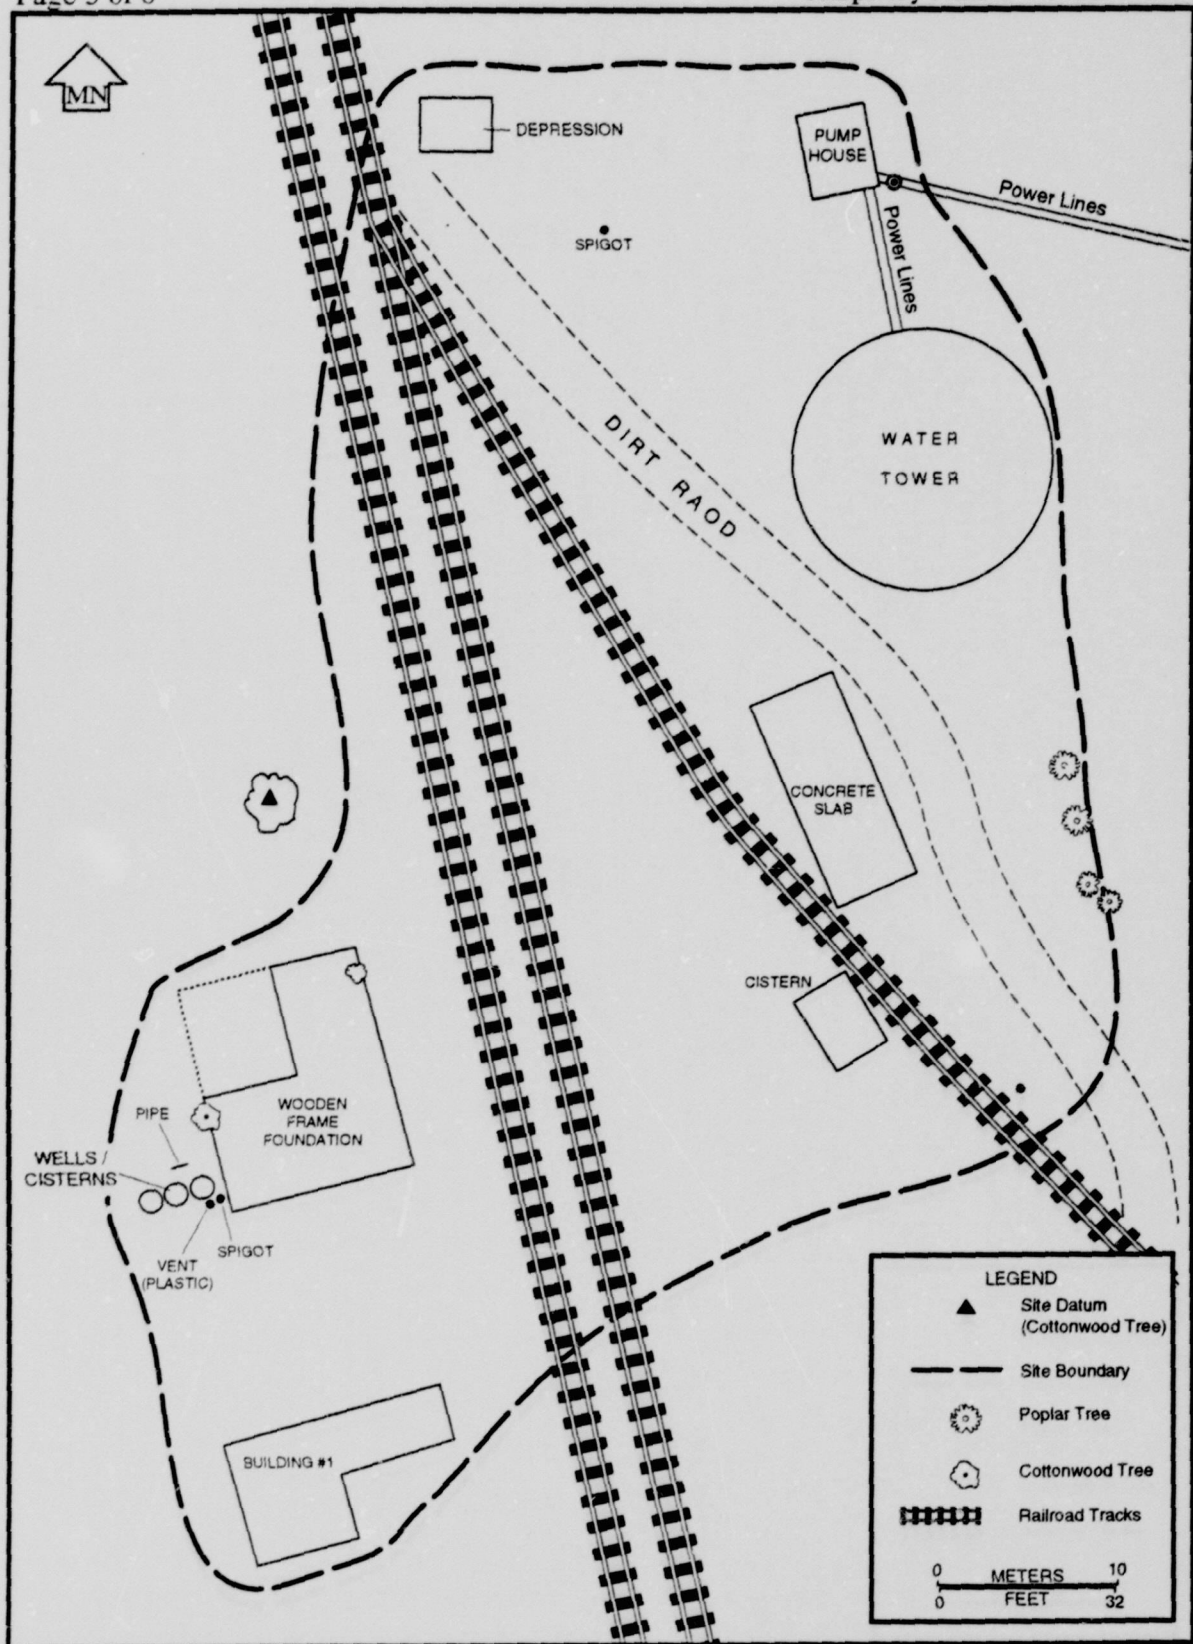 MN
DEPRESSION
PUMP
HOUSE
Power Lines
SPIGOT
Power Lines
WATER
TOWER
DIRT RAOD
CONCRETE
SLAB
CISTERN
WOODEN
FRAME
FOUNDATION
PIPE
WELLS /
CISTERNS
SPIGOT
VENT
(PLASTIC)
BUILDING #1
LEGEND
Site Datum
(Cottonwood Tree)
Site Boundary
Poplar Tree
Cottonwood Tree
Railroad Tracks
0 METERS 10
0 FEET 32